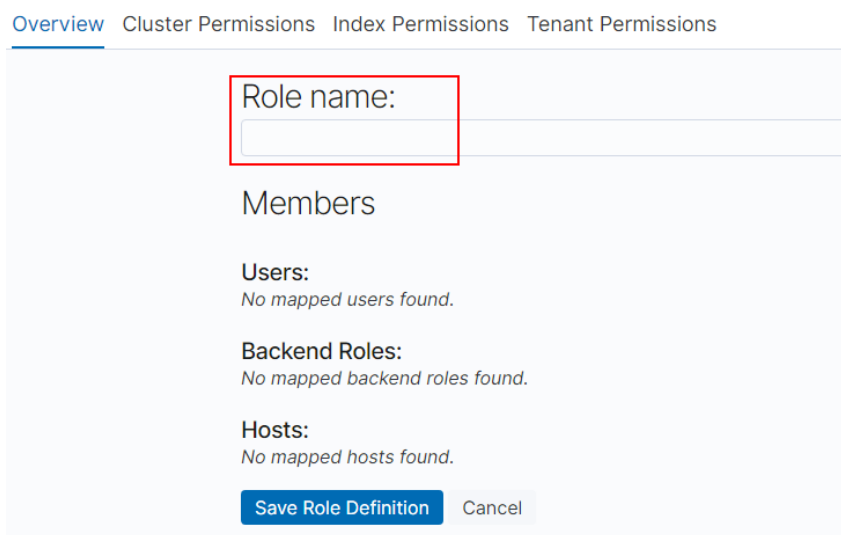 Overview Cluster Permissions Index Permissions Tenant Permissions
Role name:
Members
Users:
No mapped users found.
Backend Roles:
No mapped backend roles found.
Hosts:
No mapped hosts found.
Save Role Definition Cancel